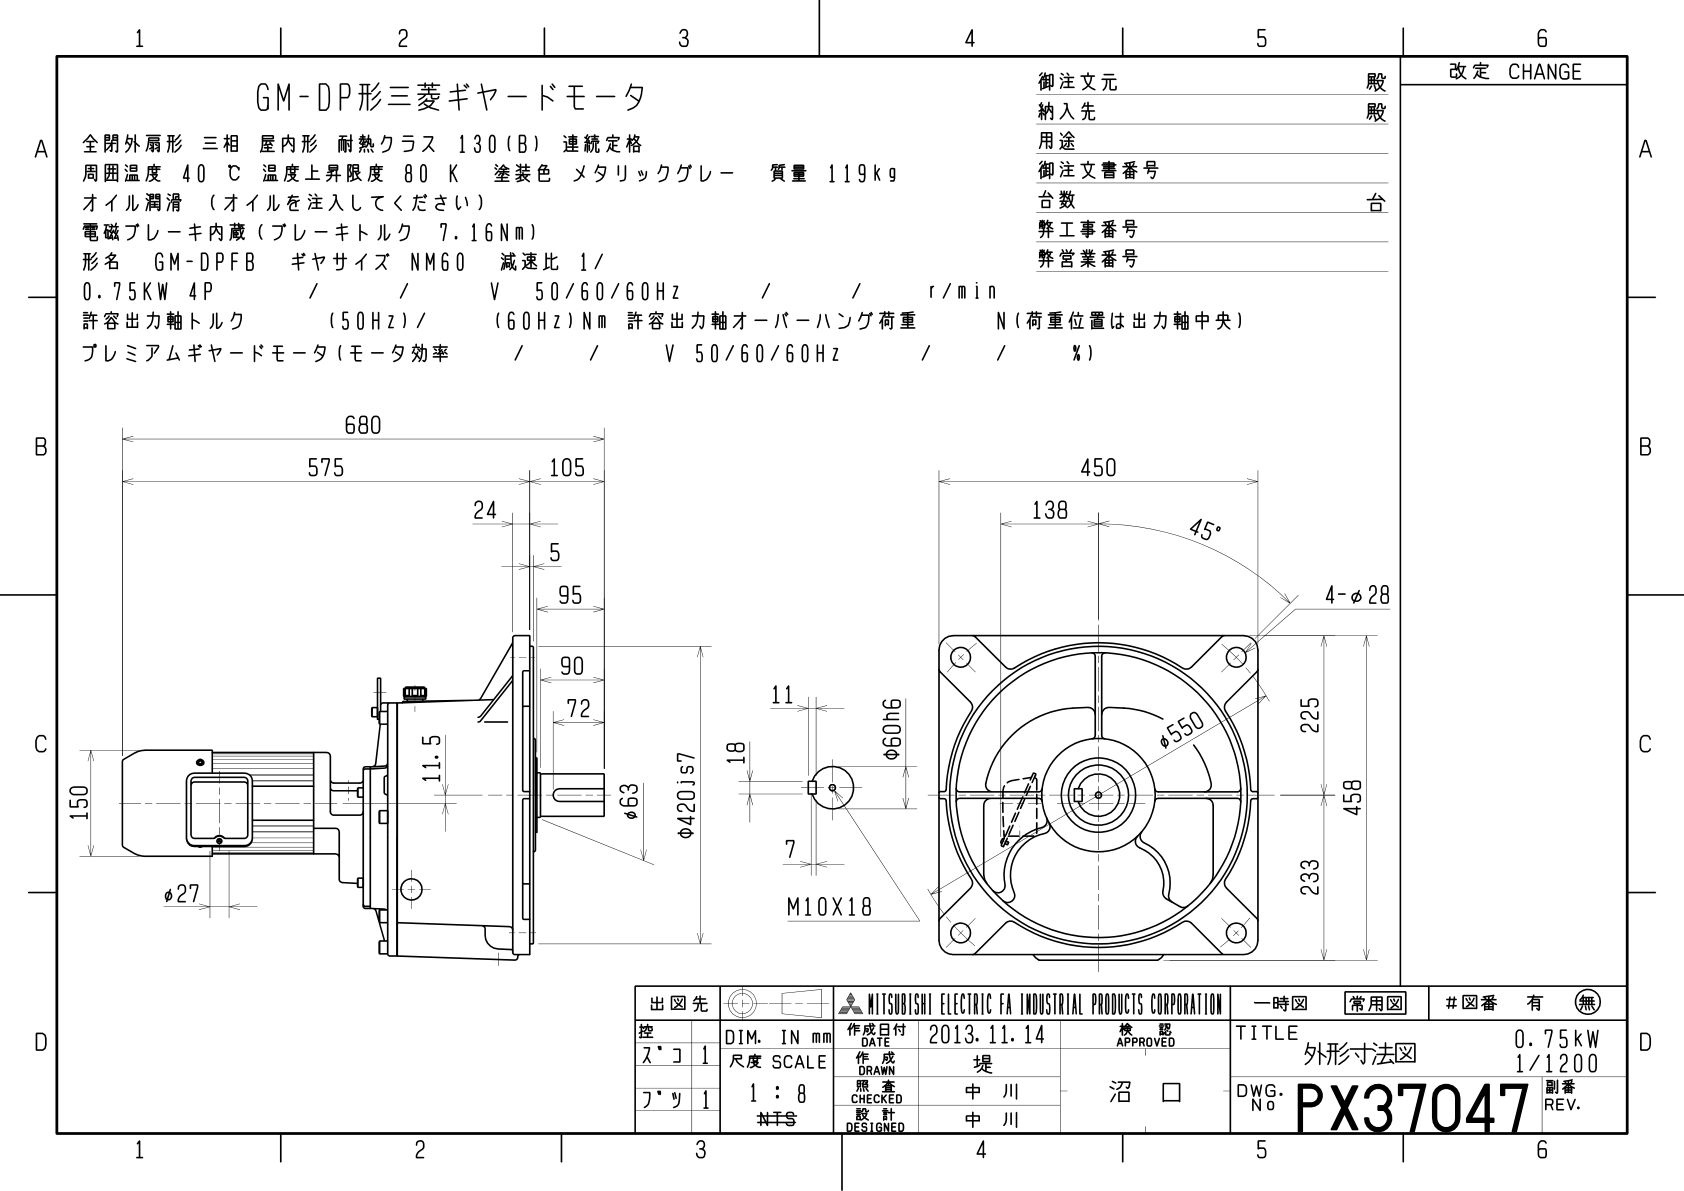 1 2 3 4 5 6
改定 CHANGE
GM-DP形三菱ギヤードモータ
全閉外扇形 三相 屋内形 耐熱クラス 130(B) 連続定格
周囲温度 40 ℃ 温度上昇限度 80 K 塗装色 メタリックグレー 質量 119kg
オイル潤滑 (オイルを注入してください)
電磁ブレーキ内蔵(ブレーキトルク 7.16Nm)
形名 GM-DPFB ギヤサイズ NM60 減速比 1/
0.75KW 4P / / V 50/60/60Hz / / r/min
許容出力軸トルク (50Hz)/ (60Hz)Nm 許容出力軸オーバーハング荷重 N(荷重位置は出力軸中央)
プレミアムギヤードモータ(モータ効率 / / V 50/60/60Hz / / %)
御注文元 殿
納入先 殿
用途
御注文書番号
台数 台
弊工事番号
弊営業番号
A A
B B
C C
D D
680
575 105
24
5
95
90
72
11.5
150
φ27
φ63
φ420js7
11
18
7
φ60h6
M10X18
450
138
45°
4-φ28
φ550
225
458
233
出図先
控
ズコ 1
ブツ 1
DIM. IN mm
尺度 SCALE
1 : 8
NTS
MITSUBISHI ELECTRIC FA INDUSTRIAL PRODUCTS CORPORATION
作成日付 DATE 2013.11.14
作成 DRAWN 堤
照査 CHECKED 中川
設計 DESIGNED 中川
検認 APPROVED
沼口
一時図 常用図 #図番 有 無
TITLE
外形寸法図
0.75kW
1/1200
DWG. No PX37047
副番 REV.
1 2 3 4 5 6